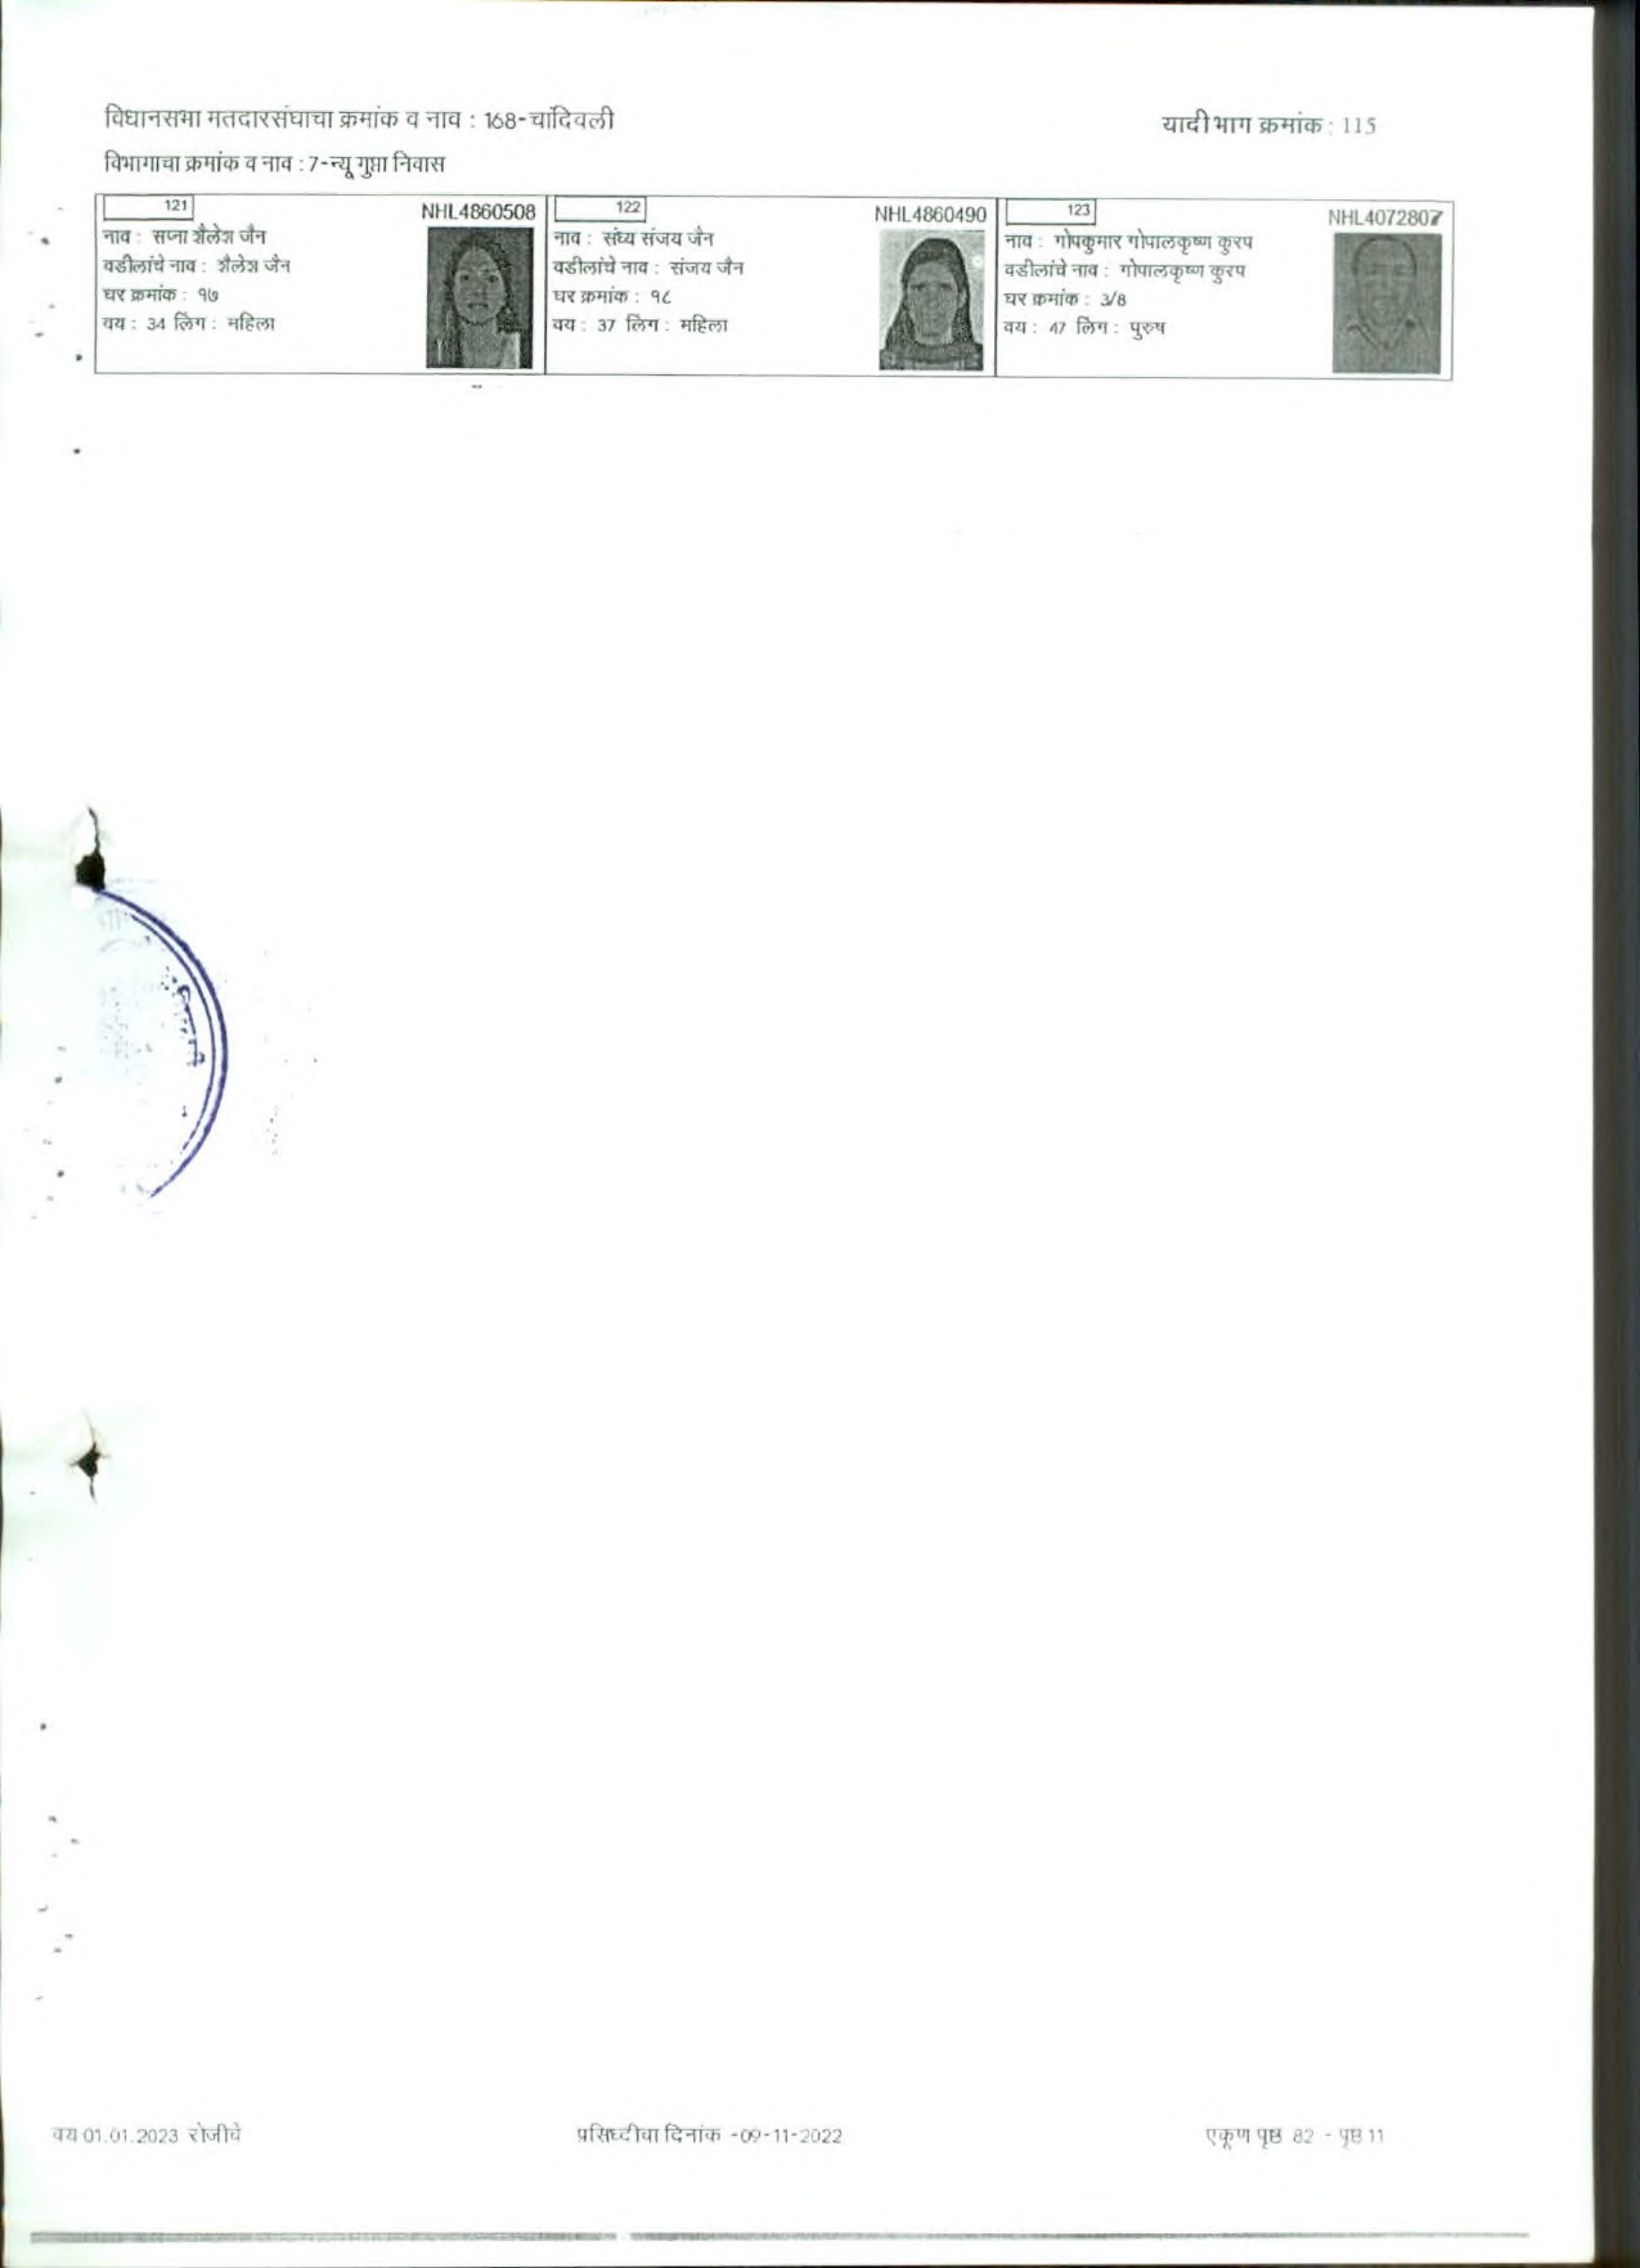 विधानसभा मतदारसंघाचा क्रमांक व नाव : 168-चांदिवली
यादी भाग क्रमांक : 115
विभागाचा क्रमांक व नाव : 7-न्यू गुप्ता निवास
121
NHL4860508
नाव : सप्ना शैलेश जैन
वडीलांचे नाव : शैलेश जैन
घर क्रमांक : १७
वय : 34 लिंग : महिला
122
NHL4860490
नाव : संध्य संजय जैन
वडीलांचे नाव : संजय जैन
घर क्रमांक : १८
वय : 37 लिंग : महिला
123
NHL4072807
नाव : गोपकुमार गोपालकृष्ण कुरप
वडीलांचे नाव : गोपालकृष्ण कुरप
घर क्रमांक : 3/8
वय : 47 लिंग : पुरुष
वय 01.01.2023 रोजीचे
प्रसिध्दीचा दिनांक -09-11-2022
एकूण पृष्ठ 82 - पृष्ठ 11